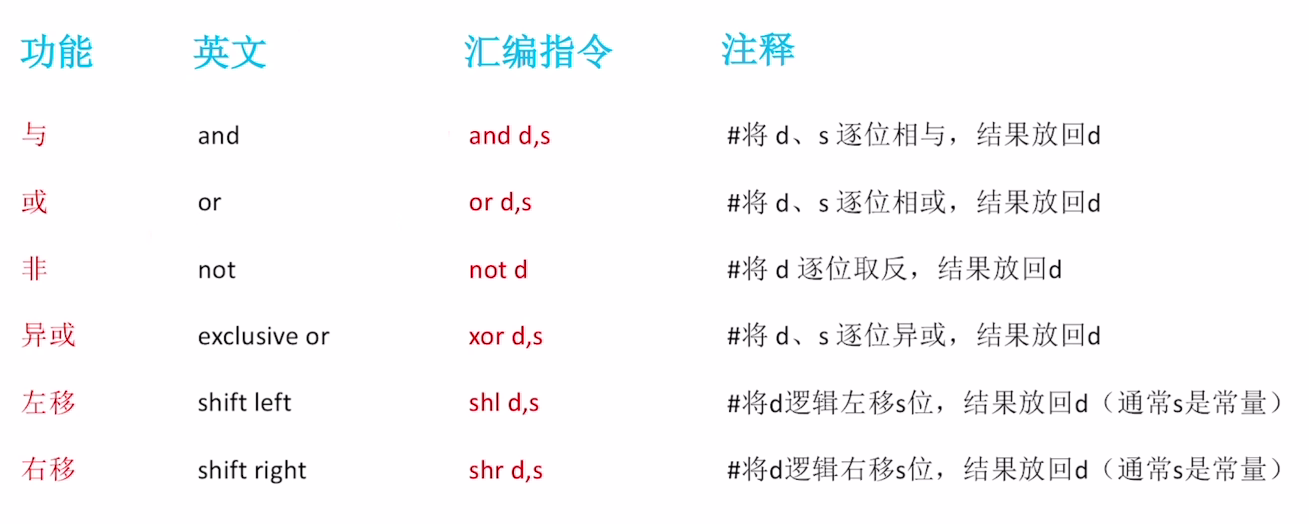 功能 英文 汇编指令 注释
与 and and d,s #将 d、s 逐位相与，结果放回d
或 or or d,s #将 d、s 逐位相或，结果放回d
非 not not d #将 d 逐位取反，结果放回d
异或 exclusive or xor d,s #将 d、s 逐位异或，结果放回d
左移 shift left shl d,s #将d逻辑左移s位，结果放回d（通常s是常量）
右移 shift right shr d,s #将d逻辑右移s位，结果放回d（通常s是常量）